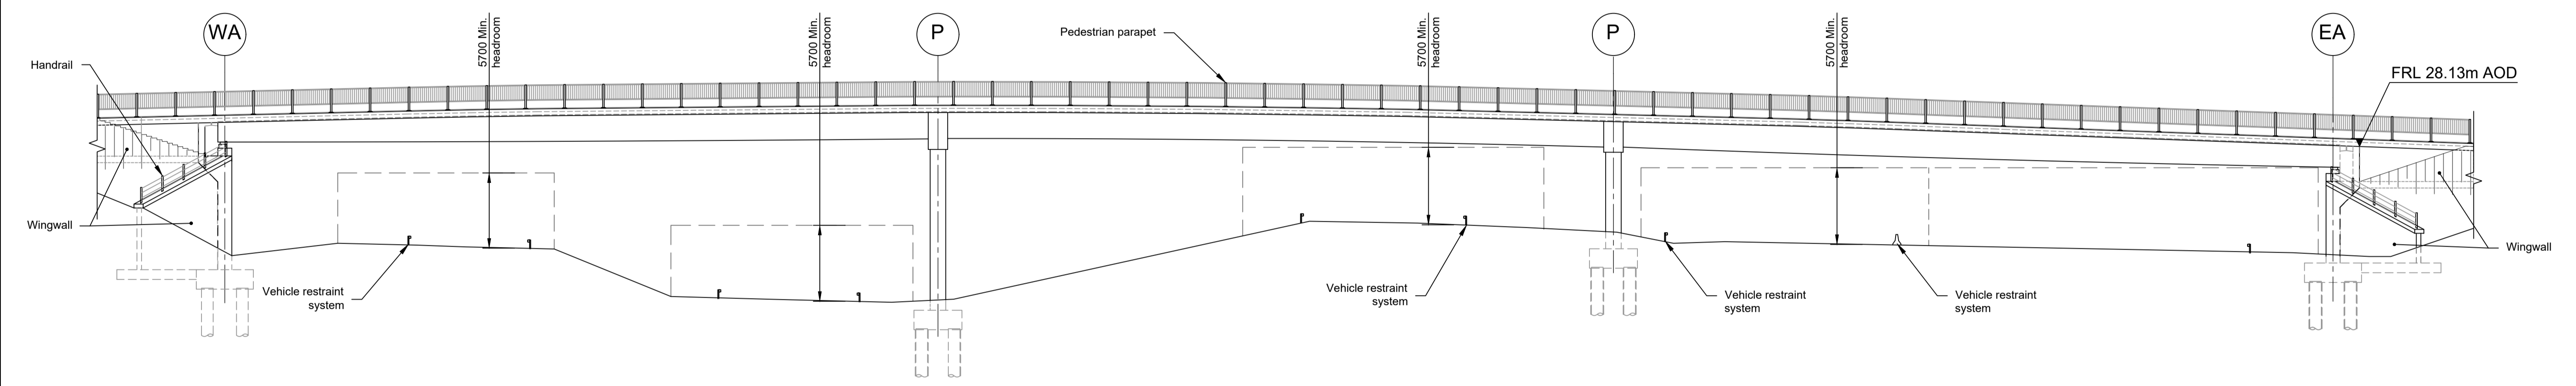 WA
5700 Min.
headroom
5700 Min.
headroom
P
Pedestrian parapet
5700 Min.
headroom
P
5700 Min.
headroom
EA
Handrail
FRL 28.13m AOD
Wingwall
Wingwall
Vehicle restraint
system
Vehicle restraint
system
Vehicle restraint
system
Vehicle restraint
system